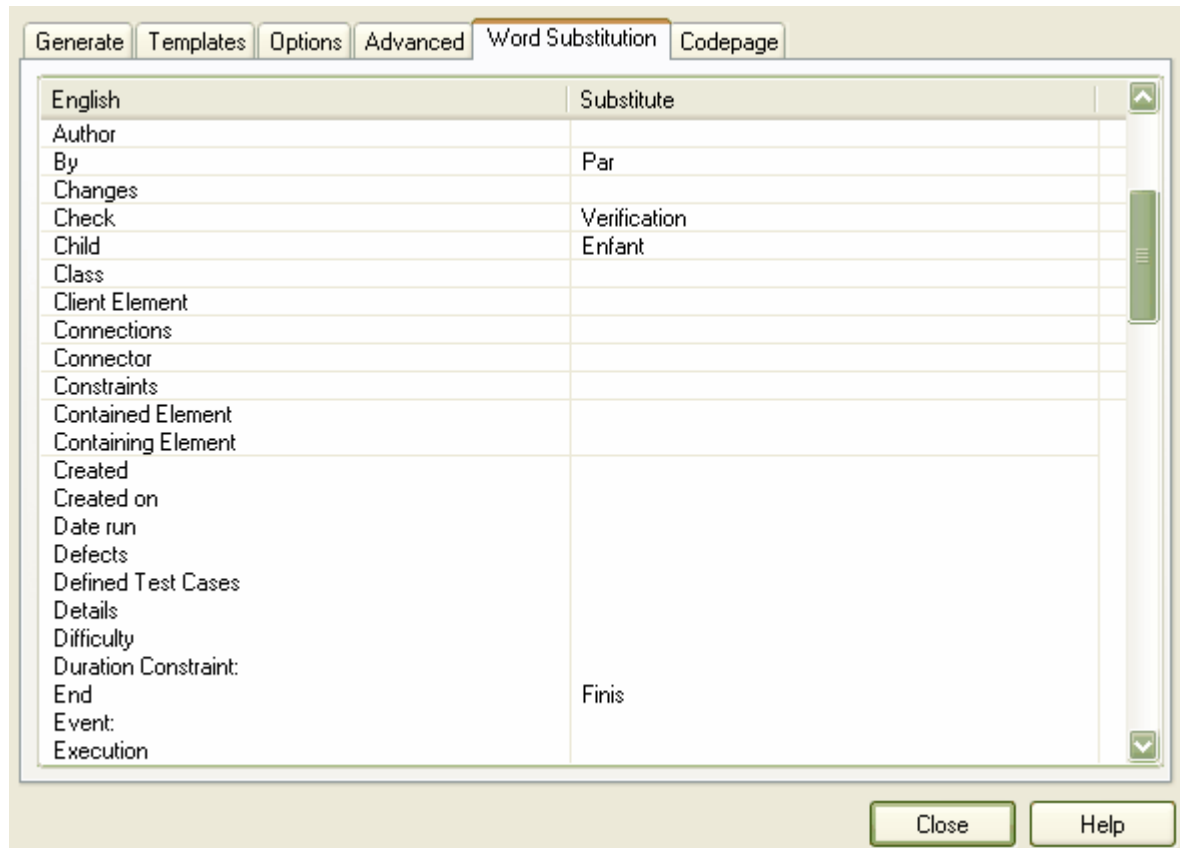 Generate Templates Options Advanced Word Substitution Codepage
English Substitute
Author
By Par
Changes
Check Verification
Child Enfant
Class
Client Element
Connections
Connector
Constraints
Contained Element
Containing Element
Created
Created on
Date run
Defects
Defined Test Cases
Details
Difficulty
Duration Constraint:
End Finis
Event:
Execution
Close Help